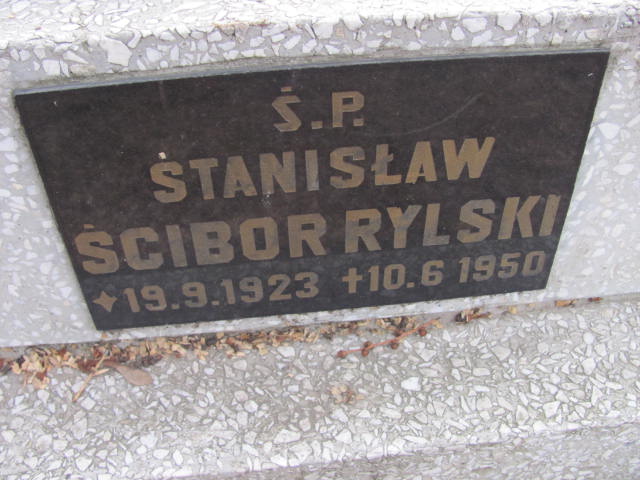 Ś.P.
STANISŁAW
ŚCIBOR RYLSKI
✦19.9.1923 ✝10.6 1950